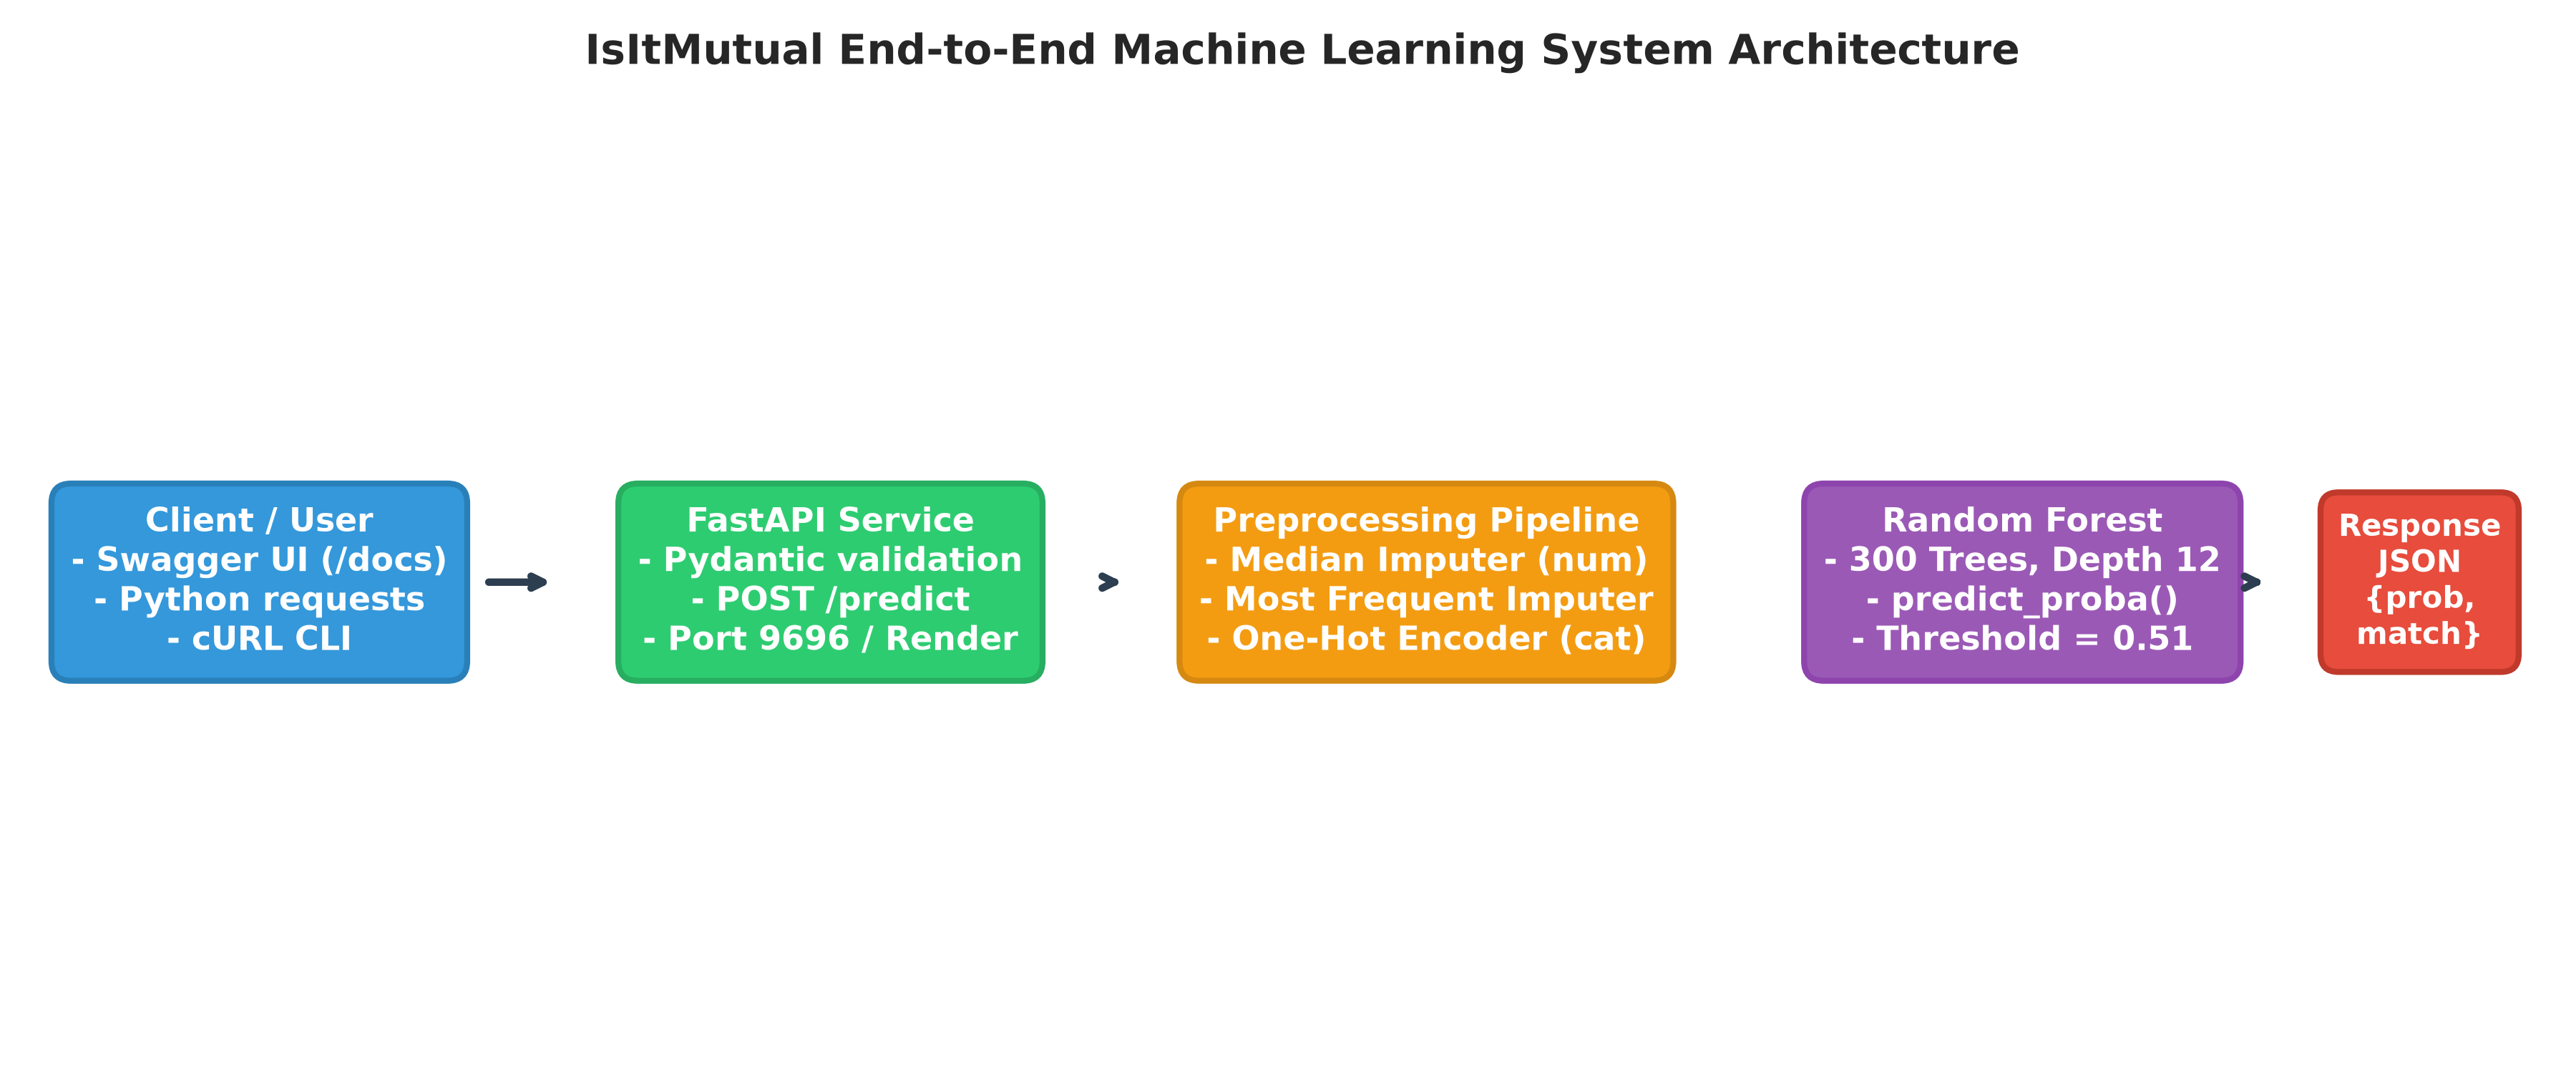 IsItMutual End-to-End Machine Learning System Architecture
Client / User
- Swagger UI (/docs)
- Python requests
- cURL CLI
FastAPI Service
- Pydantic validation
- POST /predict
- Port 9696 / Render
Preprocessing Pipeline
- Median Imputer (num)
- Most Frequent Imputer
- One-Hot Encoder (cat)
Random Forest
- 300 Trees, Depth 12
- predict_proba()
- Threshold = 0.51
Response
JSON
{prob,
match}